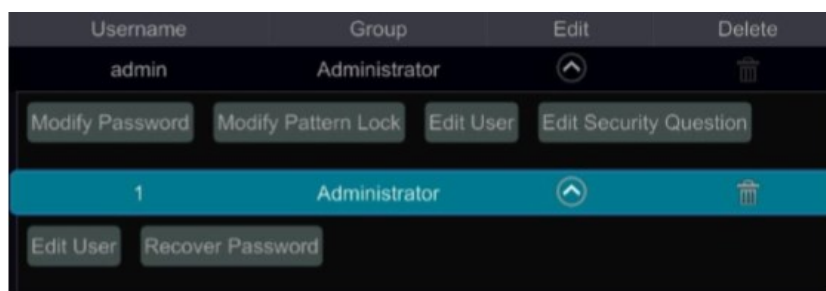 Username Group Edit Delete
admin Administrator
Modify Password Modify Pattern Lock Edit User Edit Security Question
1 Administrator
Edit User Recover Password